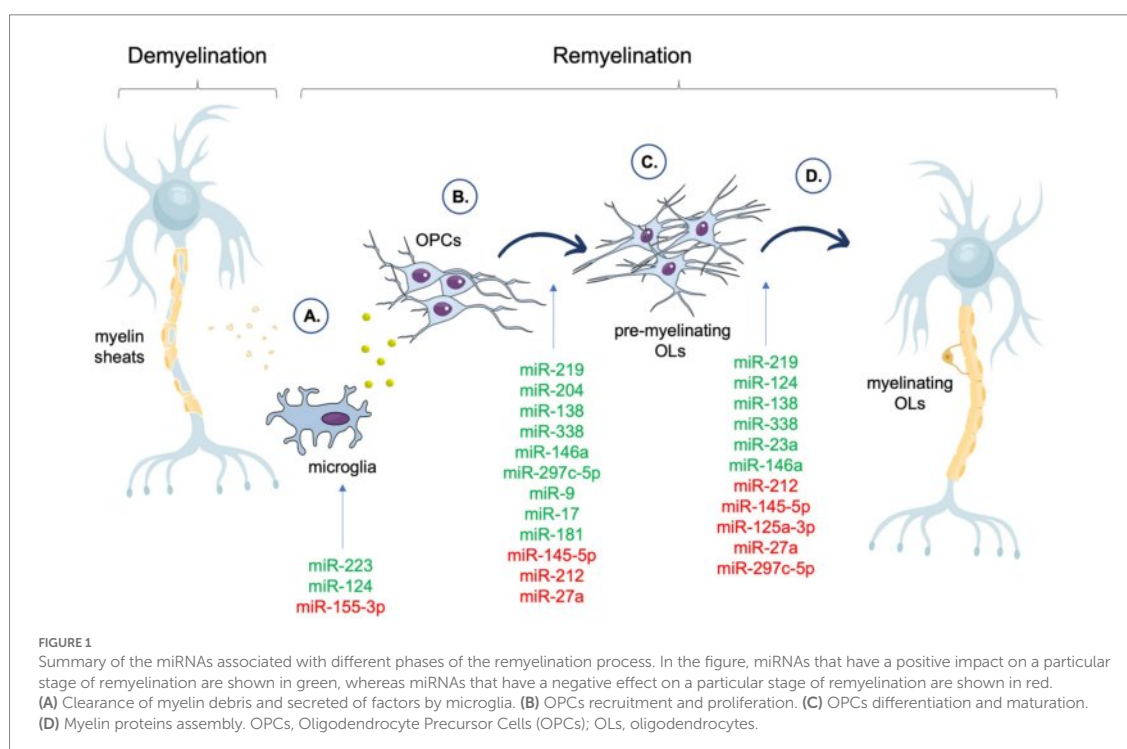 Demyelination
Remyelination
C.
D.
B.
OPCs
A.
myelin
sheats
pre-myelinating
OLs
myelinating
OLs
microglia
miR-223
miR-124
miR-155-3p
miR-219
miR-204
miR-138
miR-338
miR-146a
miR-297c-5p
miR-9
miR-17
miR-181
miR-145-5p
miR-212
miR-27a
miR-219
miR-124
miR-138
miR-338
miR-23a
miR-146a
miR-212
miR-145-5p
miR-125a-3p
miR-27a
miR-297c-5p
FIGURE 1
Summary of the miRNAs associated with different phases of the remyelination process. In the figure, miRNAs that have a positive impact on a particular
stage of remyelination are shown in green, whereas miRNAs that have a negative effect on a particular stage of remyelination are shown in red.
(A) Clearance of myelin debris and secreted of factors by microglia. (B) OPCs recruitment and proliferation. (C) OPCs differentiation and maturation.
(D) Myelin proteins assembly. OPCs, Oligodendrocyte Precursor Cells (OPCs); OLs, oligodendrocytes.